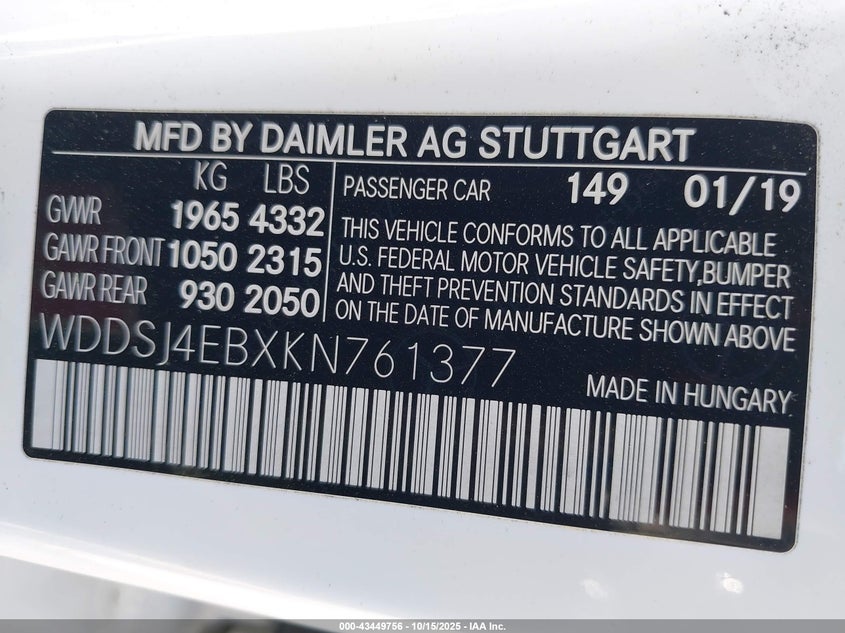 MFD BY DAIMLER AG STUTTGART
KG LBS
GVWR 1965 4332
GAWR FRONT 1050 2315
GAWR REAR 930 2050
PASSENGER CAR 149 01/19
THIS VEHICLE CONFORMS TO ALL APPLICABLE
U.S. FEDERAL MOTOR VEHICLE SAFETY,BUMPER
AND THEFT PREVENTION STANDARDS IN EFFECT
ON THE DATE OF MANUFACTURE SHOWN ABOVE
WDDSJ4EBXKN761377
MADE IN HUNGARY
000-43449756 - 10/15/2025 - IAA Inc.